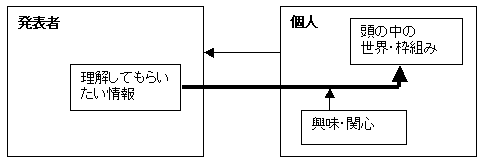 発表者
個人
頭の中の
世界・枠組み
理解してもらい
たい情報
興味・関心